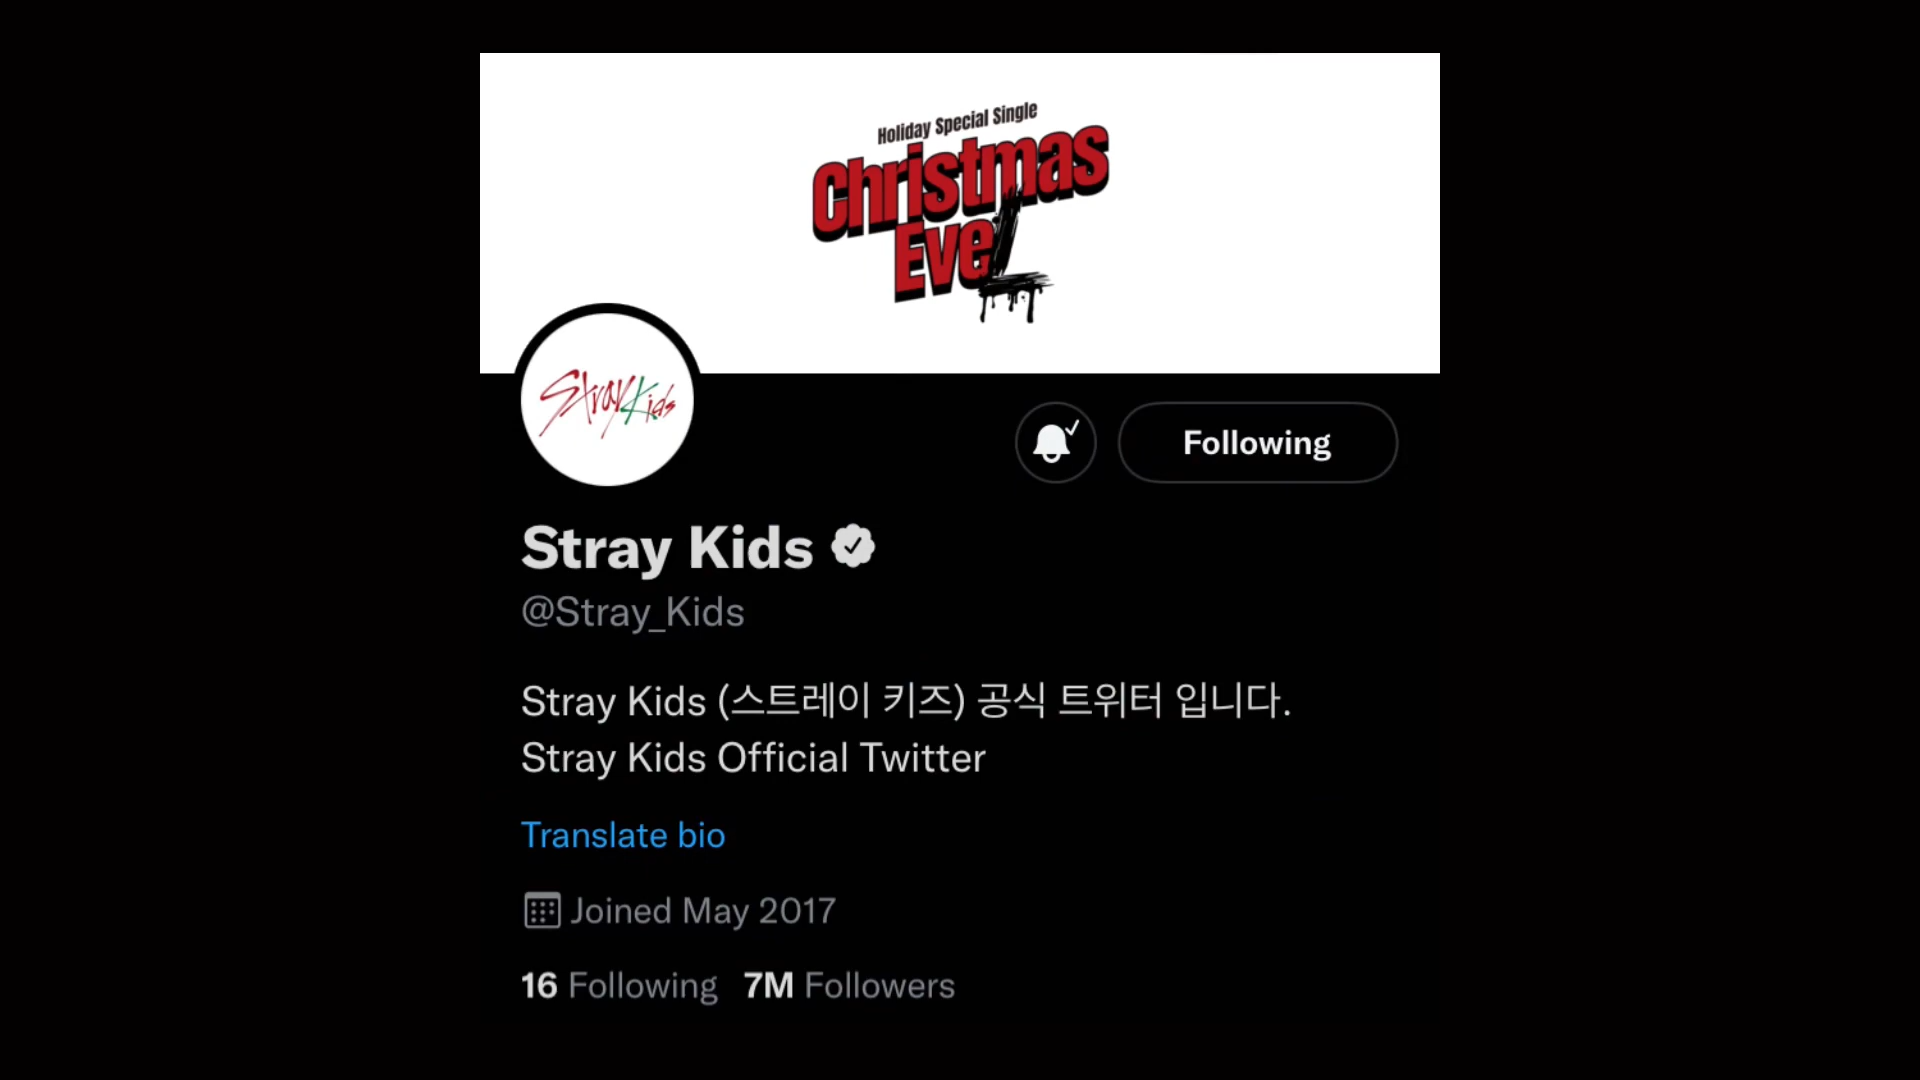 Holiday Special Single
Christmas
EveL
Stray Kids
Following
Stray Kids
@Stray_Kids
Stray Kids (스트레이 키즈) 공식 트위터 입니다.
Stray Kids Official Twitter
Translate bio
Joined May 2017
16 Following 7M Followers